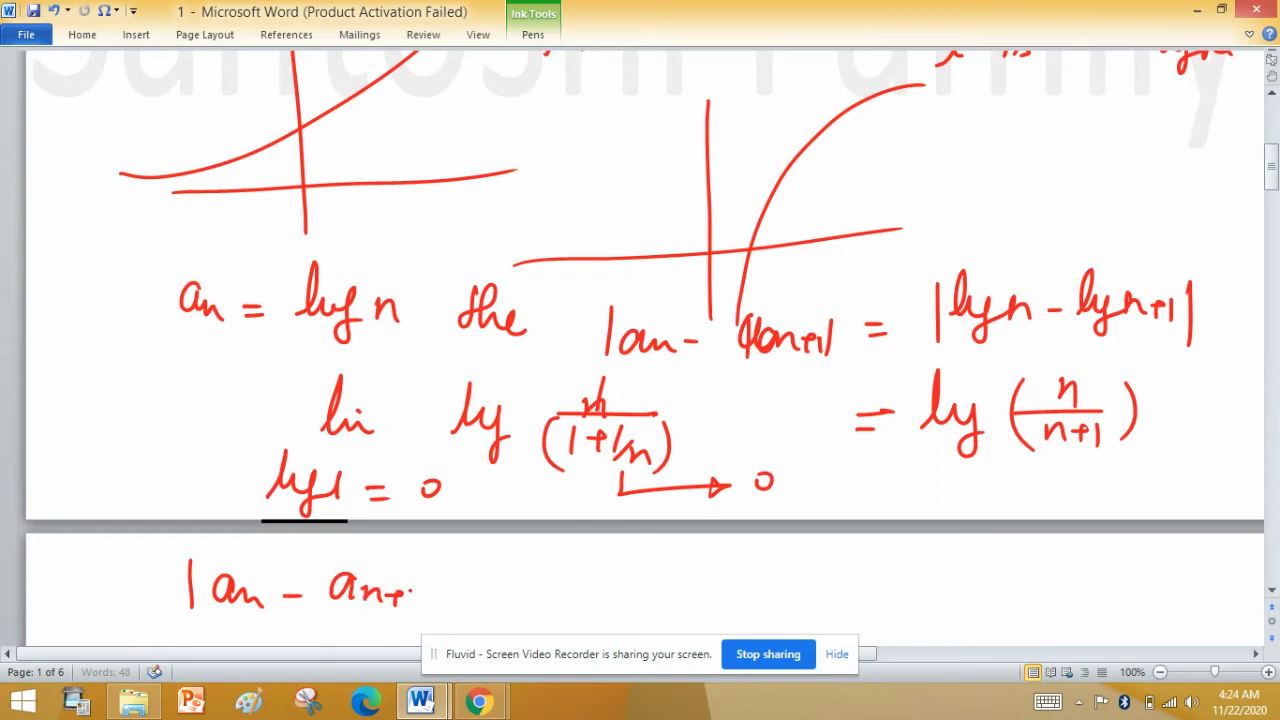 1 - Microsoft Word (Product Activation Failed)
Ink Tools
File Home Insert Page Layout References Mailings Review View Pens
an = log n the |an - an+1| = |log n - log n+1|
lim log (1/(1+1/n)) = log (n/(n+1))
log 1 = 0 → 0
|an - an+
Fluvid - Screen Video Recorder is sharing your screen. Stop sharing Hide
Page: 1 of 6 Words: 48 100%
4:24 AM
11/22/2020